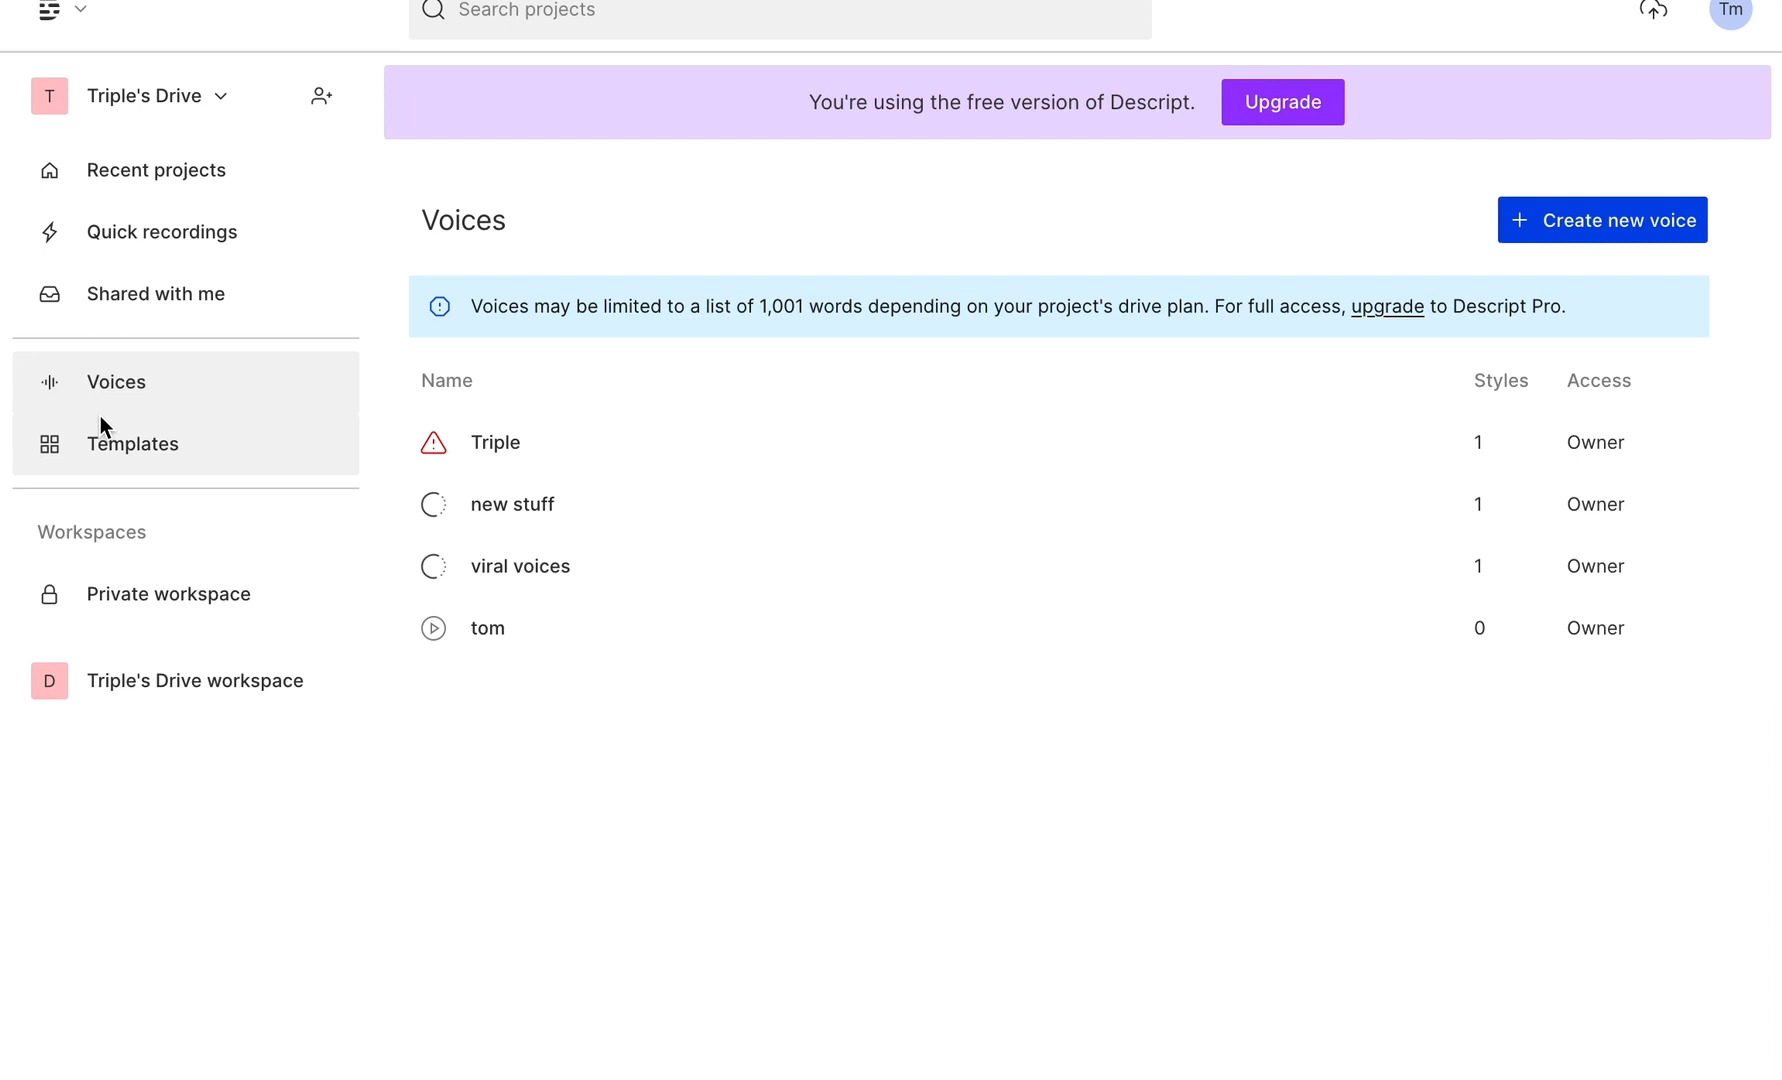 Search projects
Tm
T Triple's Drive
You're using the free version of Descript. Upgrade
Recent projects
Quick recordings
Shared with me
Voices
Templates
Workspaces
Private workspace
D Triple's Drive workspace
Voices
+ Create new voice
Voices may be limited to a list of 1,001 words depending on your project's drive plan. For full access, upgrade to Descript Pro.
Name Styles Access
Triple 1 Owner
new stuff 1 Owner
viral voices 1 Owner
tom 0 Owner